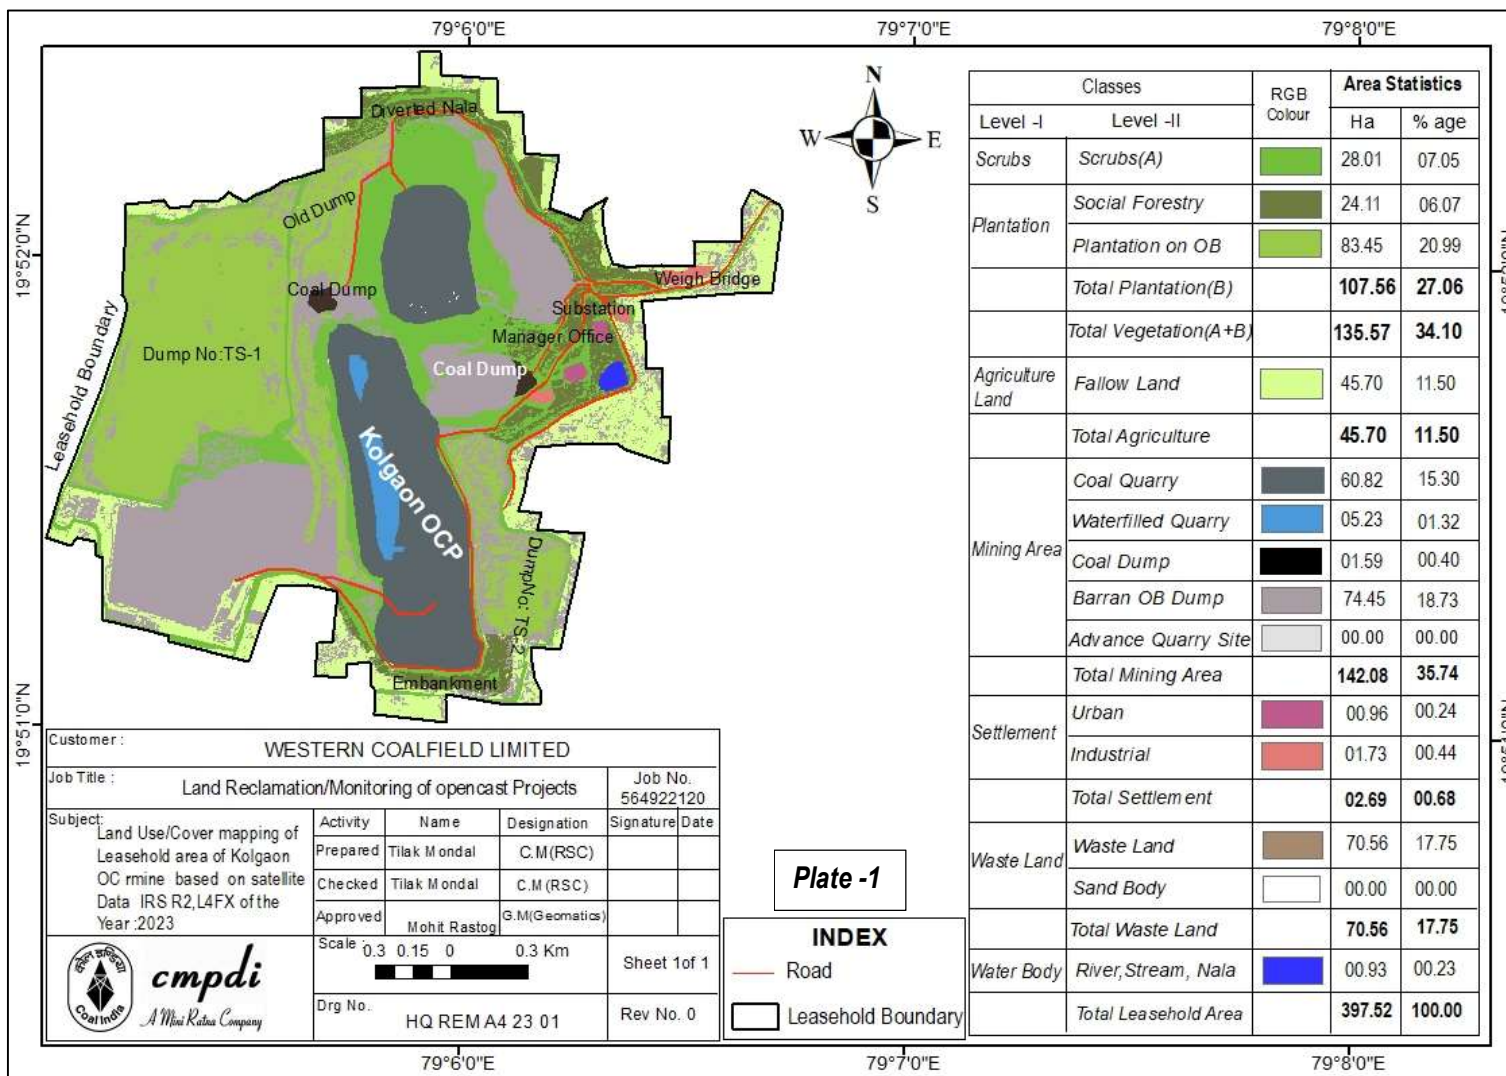 79°6'0"E 79°7'0"E 79°8'0"E
19°52'0"N
19°51'0"N
79°6'0"E 79°7'0"E 79°8'0"E
N
W E
S
Diverted Nala
Old Dump
Coal Dump
Weigh Bridge
Substation
Manager Office
Dump No:TS-1
Coal Dump
Leasehold Boundary
Kolgaon OCP
DumpNo: TS-2
Embankment
Classes RGB Colour Area Statistics
Level -I Level -II Ha % age
Scrubs Scrubs(A) 28.01 07.05
Plantation Social Forestry 24.11 06.07
Plantation on OB 83.45 20.99
Total Plantation(B) 107.56 27.06
Total Vegetation(A+B) 135.57 34.10
Agriculture Land Fallow Land 45.70 11.50
Total Agriculture 45.70 11.50
Mining Area Coal Quarry 60.82 15.30
Waterfilled Quarry 05.23 01.32
Coal Dump 01.59 00.40
Barran OB Dump 74.45 18.73
Advance Quarry Site 00.00 00.00
Total Mining Area 142.08 35.74
Settlement Urban 00.96 00.24
Industrial 01.73 00.44
Total Settlement 02.69 00.68
Waste Land Waste Land 70.56 17.75
Sand Body 00.00 00.00
Total Waste Land 70.56 17.75
Water Body River,Stream, Nala 00.93 00.23
Total Leasehold Area 397.52 100.00
Customer : WESTERN COALFIELD LIMITED
Job Title : Land Reclamation/Monitoring of opencast Projects
Job No.
564922120
Subject:
Land Use/Cover mapping of
Leasehold area of Kolgaon
OC rmine based on satellite
Data IRS R2,L4FX of the
Year :2023
Activity Name Designation Signature Date
Prepared Tilak Mondal C.M(RSC)
Checked Tilak Mondal C.M(RSC)
Approved Mohit Rastog G.M(Geomatics)
Scale :
0.3 0.15 0 0.3 Km
Sheet 1of 1
Drg No.
HQ REM A4 23 01
Rev No. 0
कोल इण्डिया
Coal India
cmpdi
A Mini Ratna Company
Plate -1
INDEX
Road
Leasehold Boundary